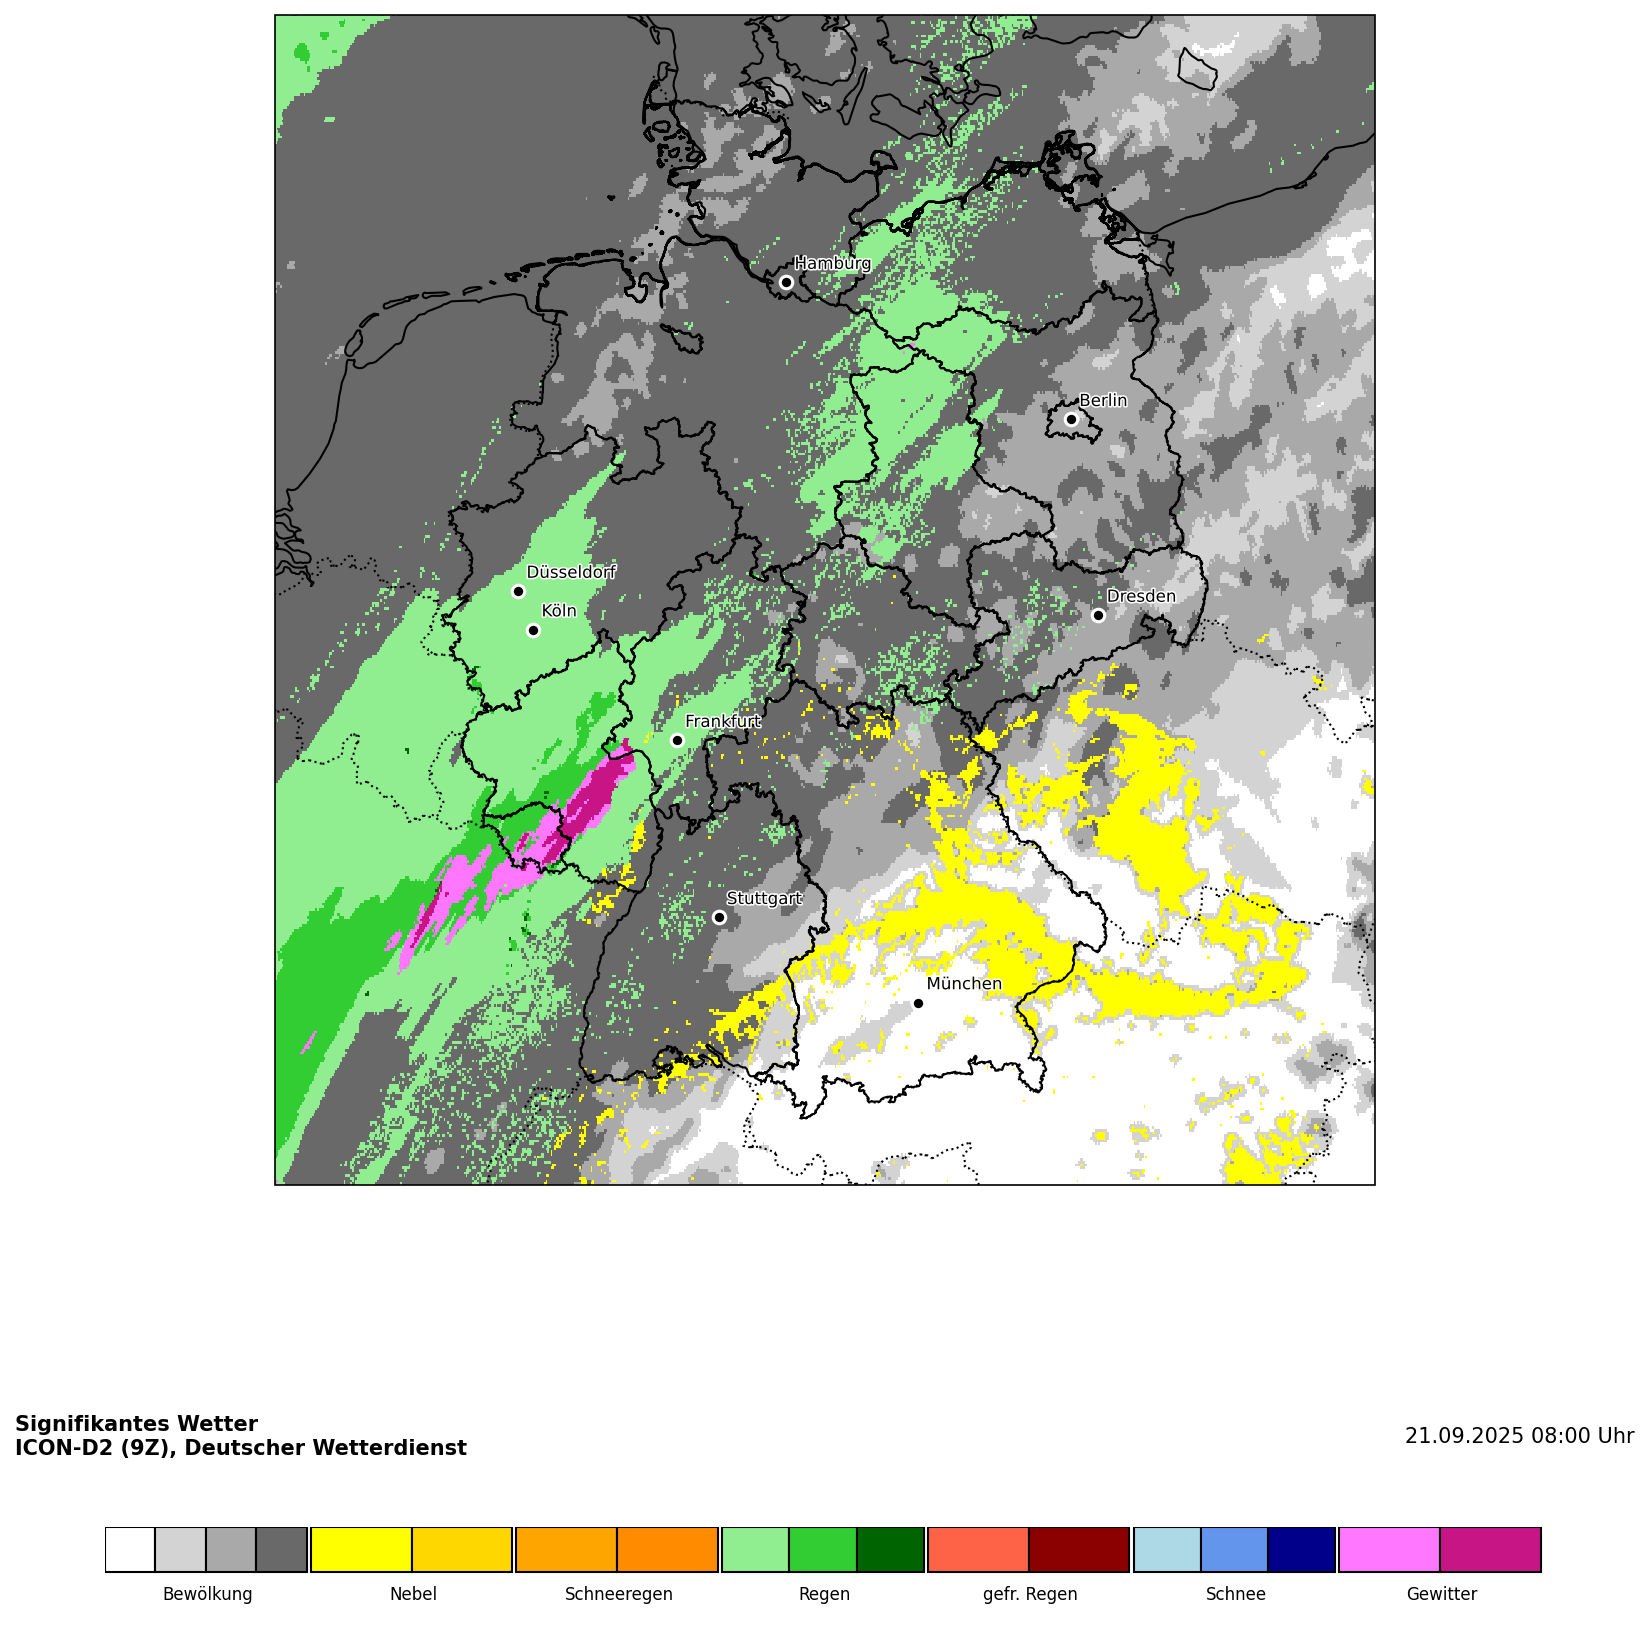 Hamburg
Berlin
Düsseldorf
Köln
Dresden
Frankfurt
Stuttgart
München
Signifikantes Wetter
ICON-D2 (9Z), Deutscher Wetterdienst
21.09.2025 08:00 Uhr
Bewölkung Nebel Schneeregen Regen gefr. Regen Schnee Gewitter